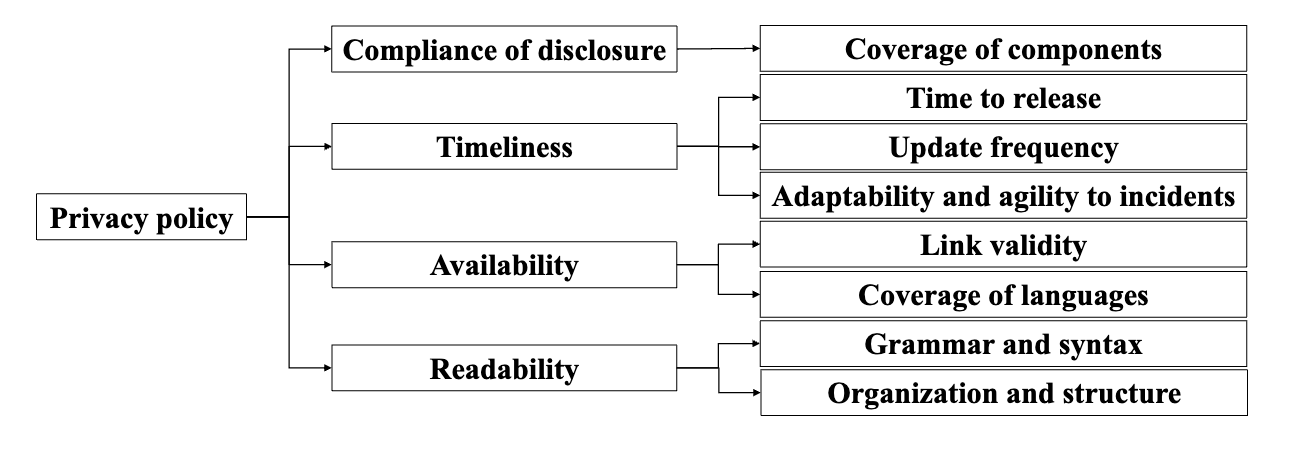 Privacy policy
Compliance of disclosure
Coverage of components
Timeliness
Time to release
Update frequency
Adaptability and agility to incidents
Availability
Link validity
Coverage of languages
Readability
Grammar and syntax
Organization and structure